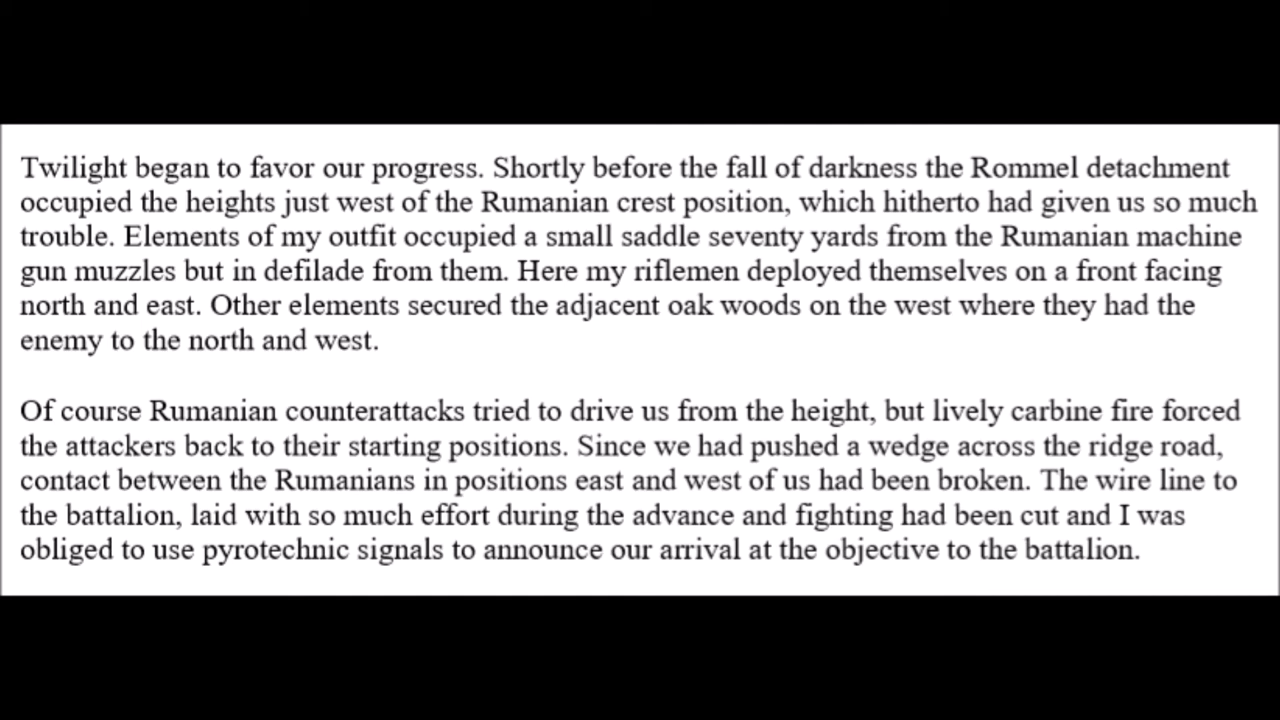 Twilight began to favor our progress. Shortly before the fall of darkness the Rommel detachment
occupied the heights just west of the Rumanian crest position, which hitherto had given us so much
trouble. Elements of my outfit occupied a small saddle seventy yards from the Rumanian machine
gun muzzles but in defilade from them. Here my riflemen deployed themselves on a front facing
north and east. Other elements secured the adjacent oak woods on the west where they had the
enemy to the north and west.
Of course Rumanian counterattacks tried to drive us from the height, but lively carbine fire forced
the attackers back to their starting positions. Since we had pushed a wedge across the ridge road,
contact between the Rumanians in positions east and west of us had been broken. The wire line to
the battalion, laid with so much effort during the advance and fighting had been cut and I was
obliged to use pyrotechnic signals to announce our arrival at the objective to the battalion.